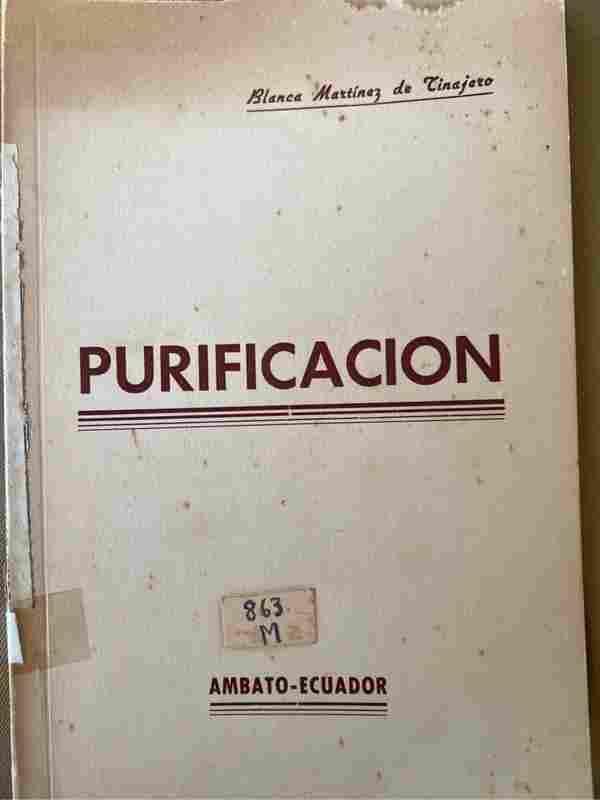 Blanca Martínez de Tinajero
PURIFICACION
863
M
AMBATO-ECUADOR